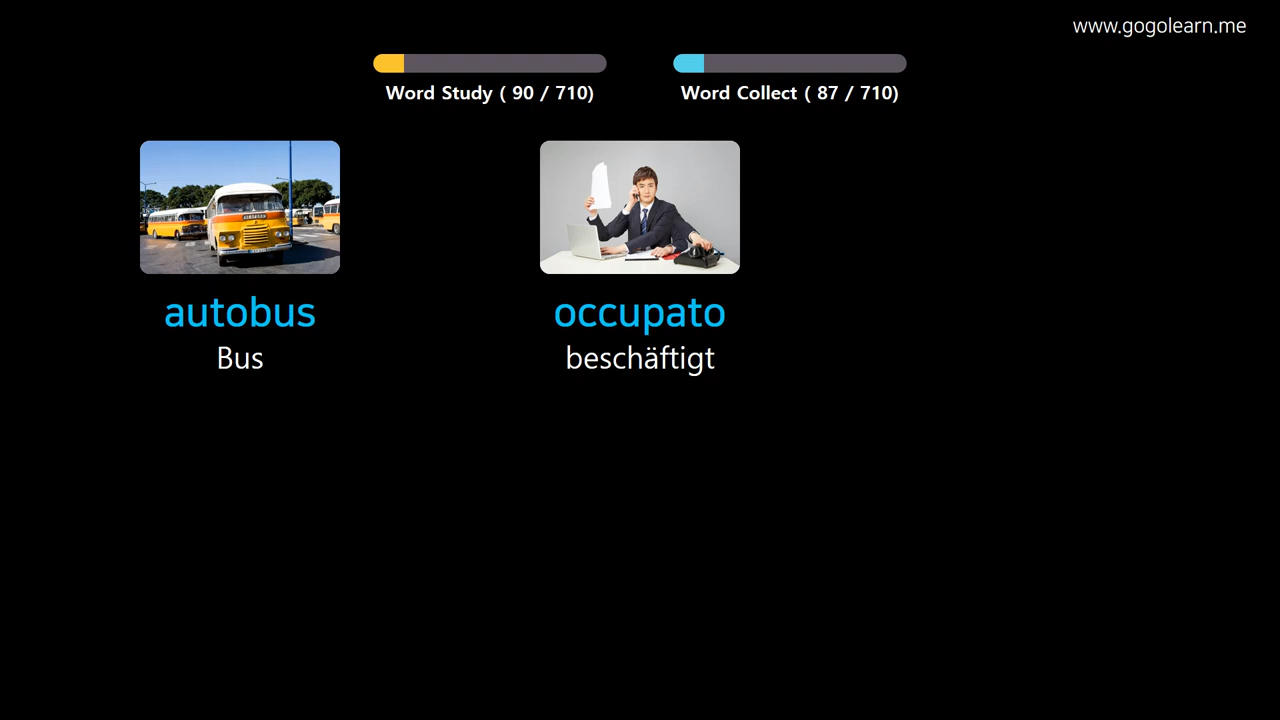 www.gogolearn.me
Word Study ( 90 / 710)
Word Collect ( 87 / 710)
autobus
Bus
occupato
beschäftigt